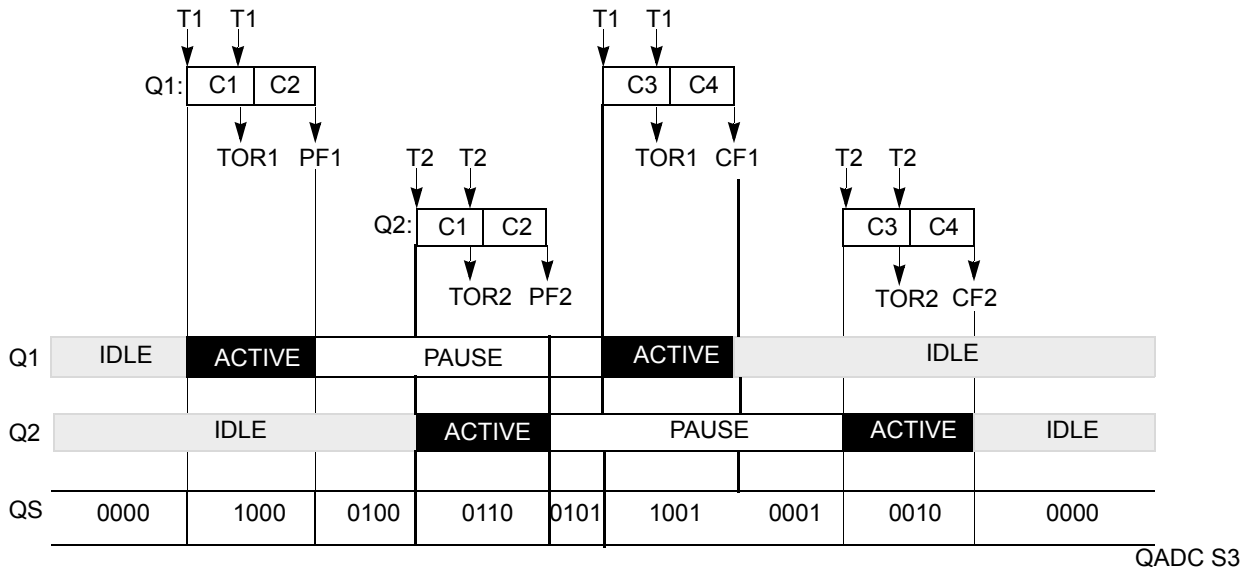 T1 T1 T1 T1
Q1: C1 C2 C3 C4
TOR1 PF1 T2 T2 TOR1 CF1 T2 T2
Q2: C1 C2 C3 C4
TOR2 PF2 TOR2 CF2
Q1 IDLE ACTIVE PAUSE ACTIVE IDLE
Q2 IDLE ACTIVE PAUSE ACTIVE IDLE
QS 0000 1000 0100 0110 0101 1001 0001 0010 0000
QADC S3